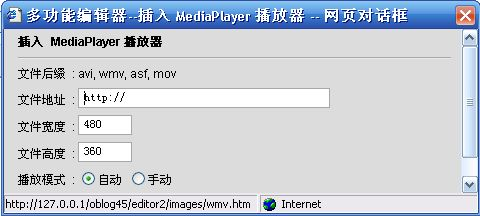 多功能编辑器--插入 MediaPlayer 播放器 -- 网页对话框
插入 MediaPlayer 播放器
文件后缀 : avi, wmv, asf, mov
文件地址 : http://
文件宽度 : 480
文件高度 : 360
播放模式 : 自动 手动
http://127.0.0.1/oblog45/editor2/images/wmv.htm Internet